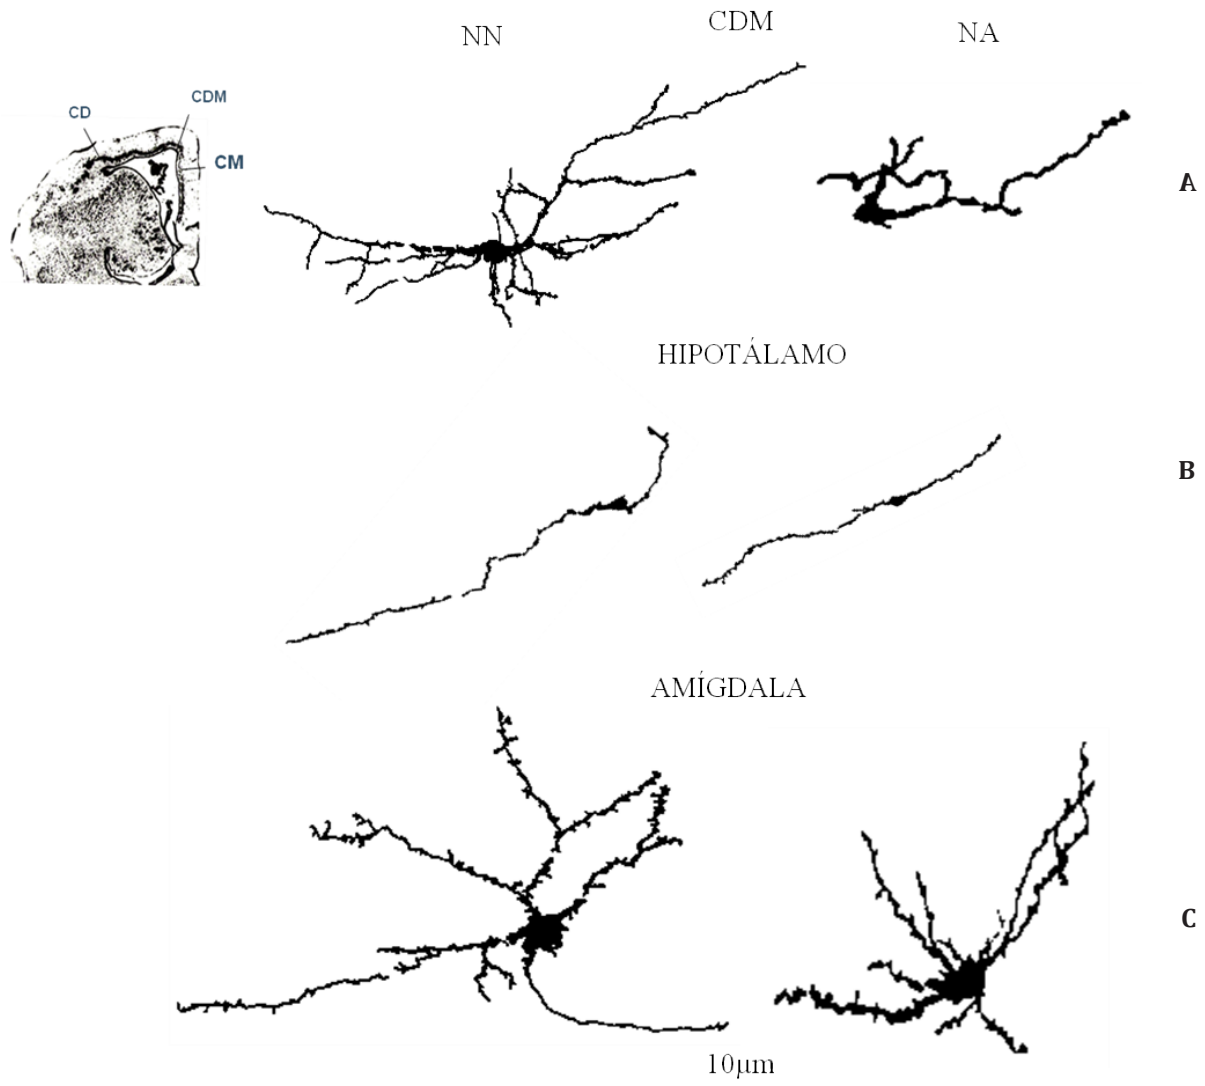 NN CDM NA
CDM
CD
CM
A
HIPOTÁLAMO
B
AMÍGDALA
C
10µm